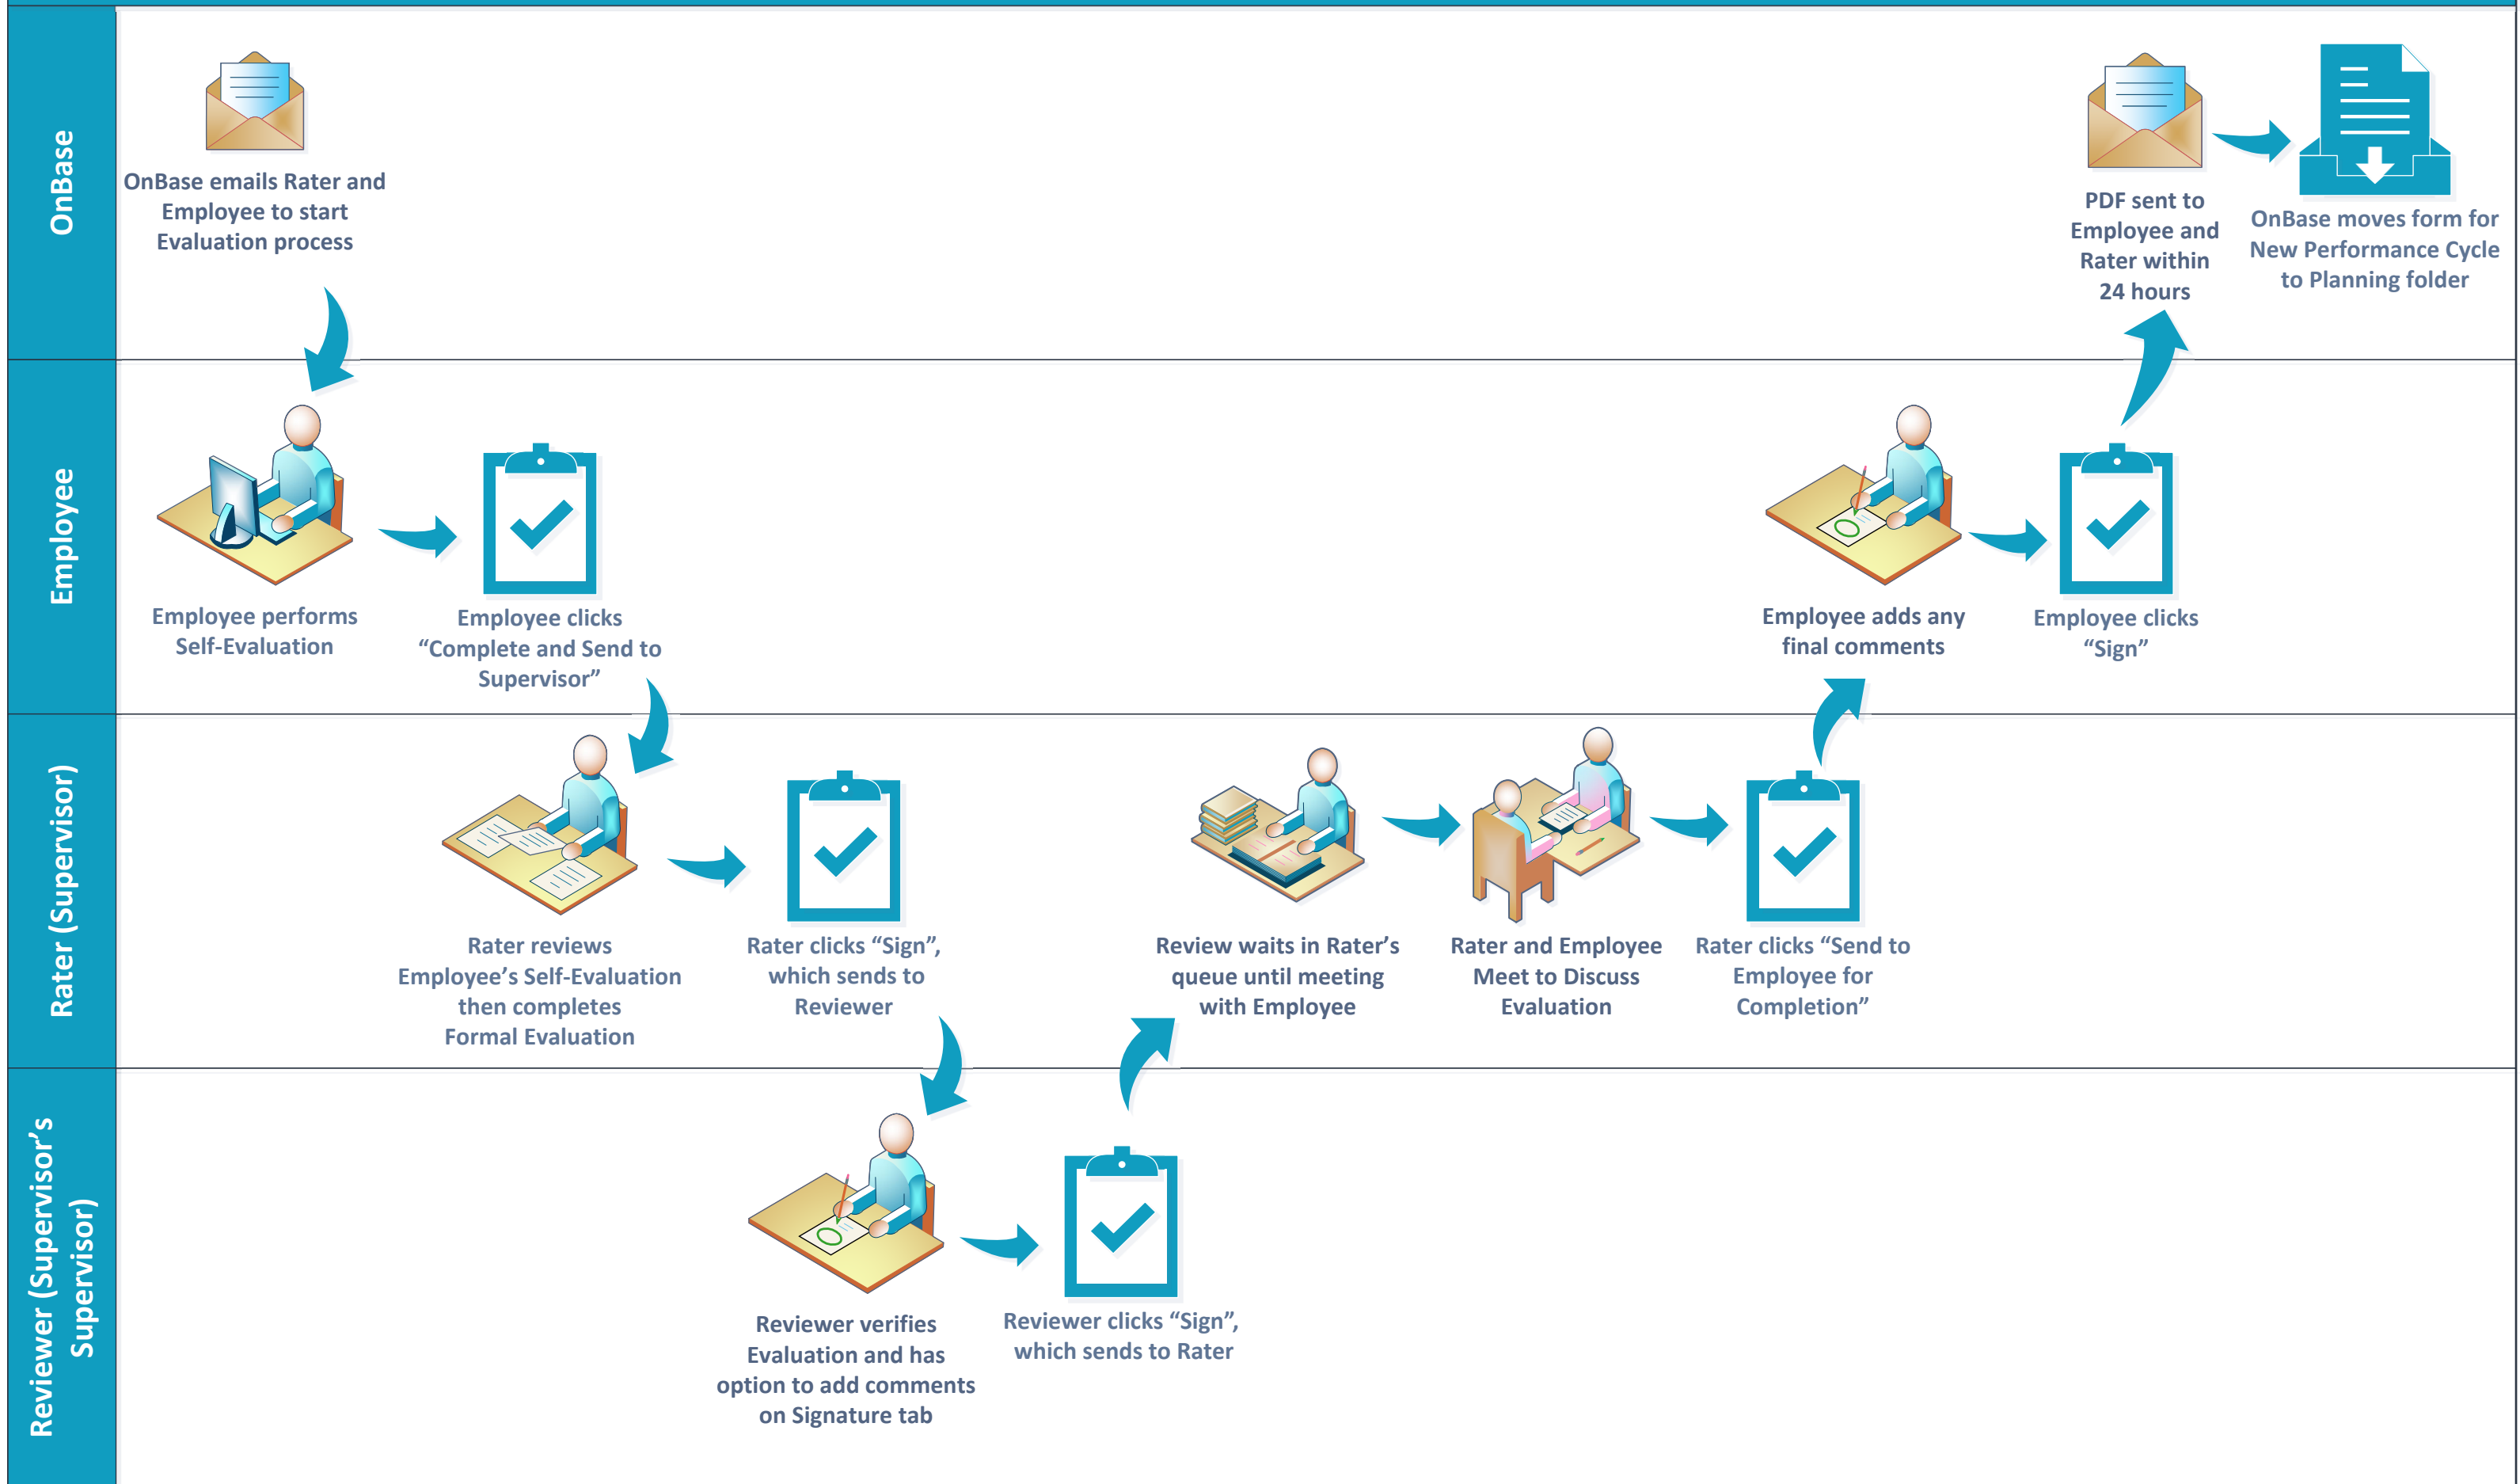 OnBase
OnBase emails Rater and
Employee to start
Evaluation process
PDF sent to
Employee and
Rater within
24 hours
OnBase moves form for
New Performance Cycle
to Planning folder
Employee
Employee performs
Self-Evaluation
Employee clicks
“Complete and Send to
Supervisor”
Employee adds any
final comments
Employee clicks
“Sign”
Rater (Supervisor)
Rater reviews
Employee’s Self-Evaluation
then completes
Formal Evaluation
Rater clicks “Sign”,
which sends to
Reviewer
Review waits in Rater’s
queue until meeting
with Employee
Rater and Employee
Meet to Discuss
Evaluation
Rater clicks “Send to
Employee for
Completion”
Reviewer (Supervisor’s
Supervisor)
Reviewer verifies
Evaluation and has
option to add comments
on Signature tab
Reviewer clicks “Sign”,
which sends to Rater